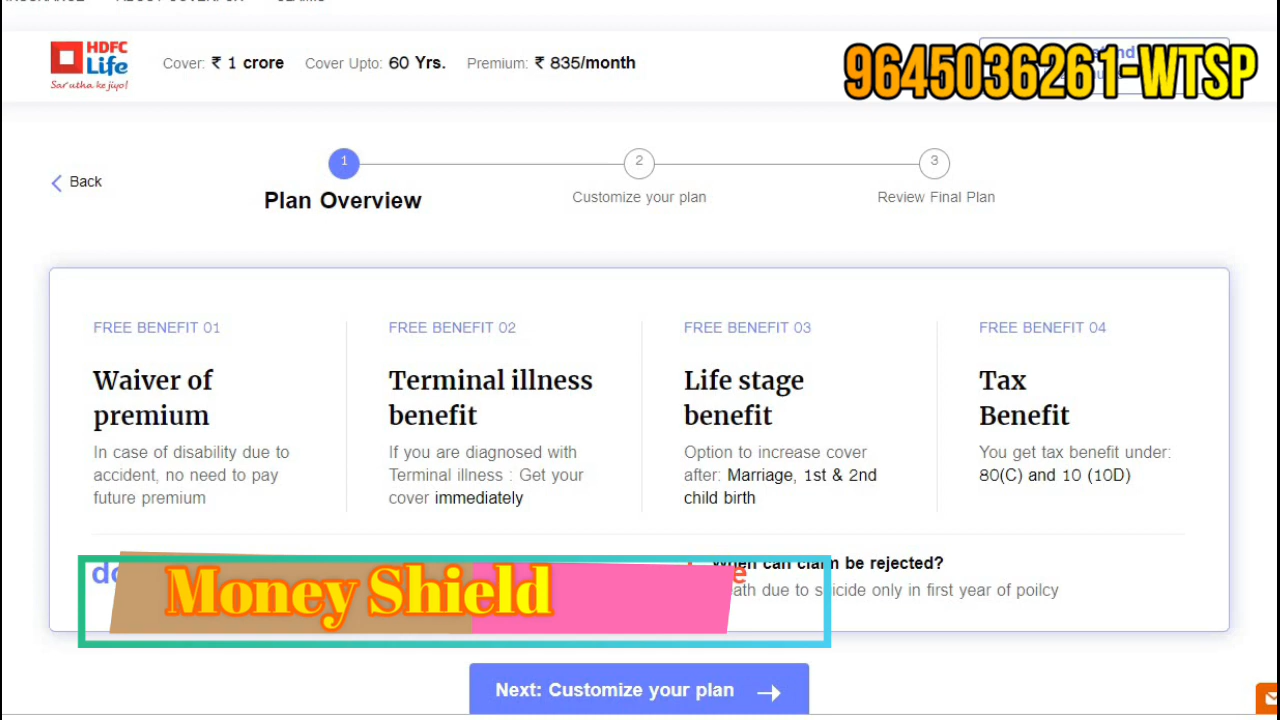 HDFC
Life
Sar utha ke jiyo!
Cover: ₹ 1 crore Cover Upto: 60 Yrs. Premium: ₹ 835/month
9645036261-WTSP
Back
1
Plan Overview
2
Customize your plan
3
Review Final Plan
FREE BENEFIT 01
Waiver of
premium
In case of disability due to
accident, no need to pay
future premium
FREE BENEFIT 02
Terminal illness
benefit
If you are diagnosed with
Terminal illness : Get your
cover immediately
FREE BENEFIT 03
Life stage
benefit
Option to increase cover
after: Marriage, 1st & 2nd
child birth
FREE BENEFIT 04
Tax
Benefit
You get tax benefit under:
80(C) and 10 (10D)
Money Shield
When can claim be rejected?
due to suicide only in first year of poilcy
Next: Customize your plan →